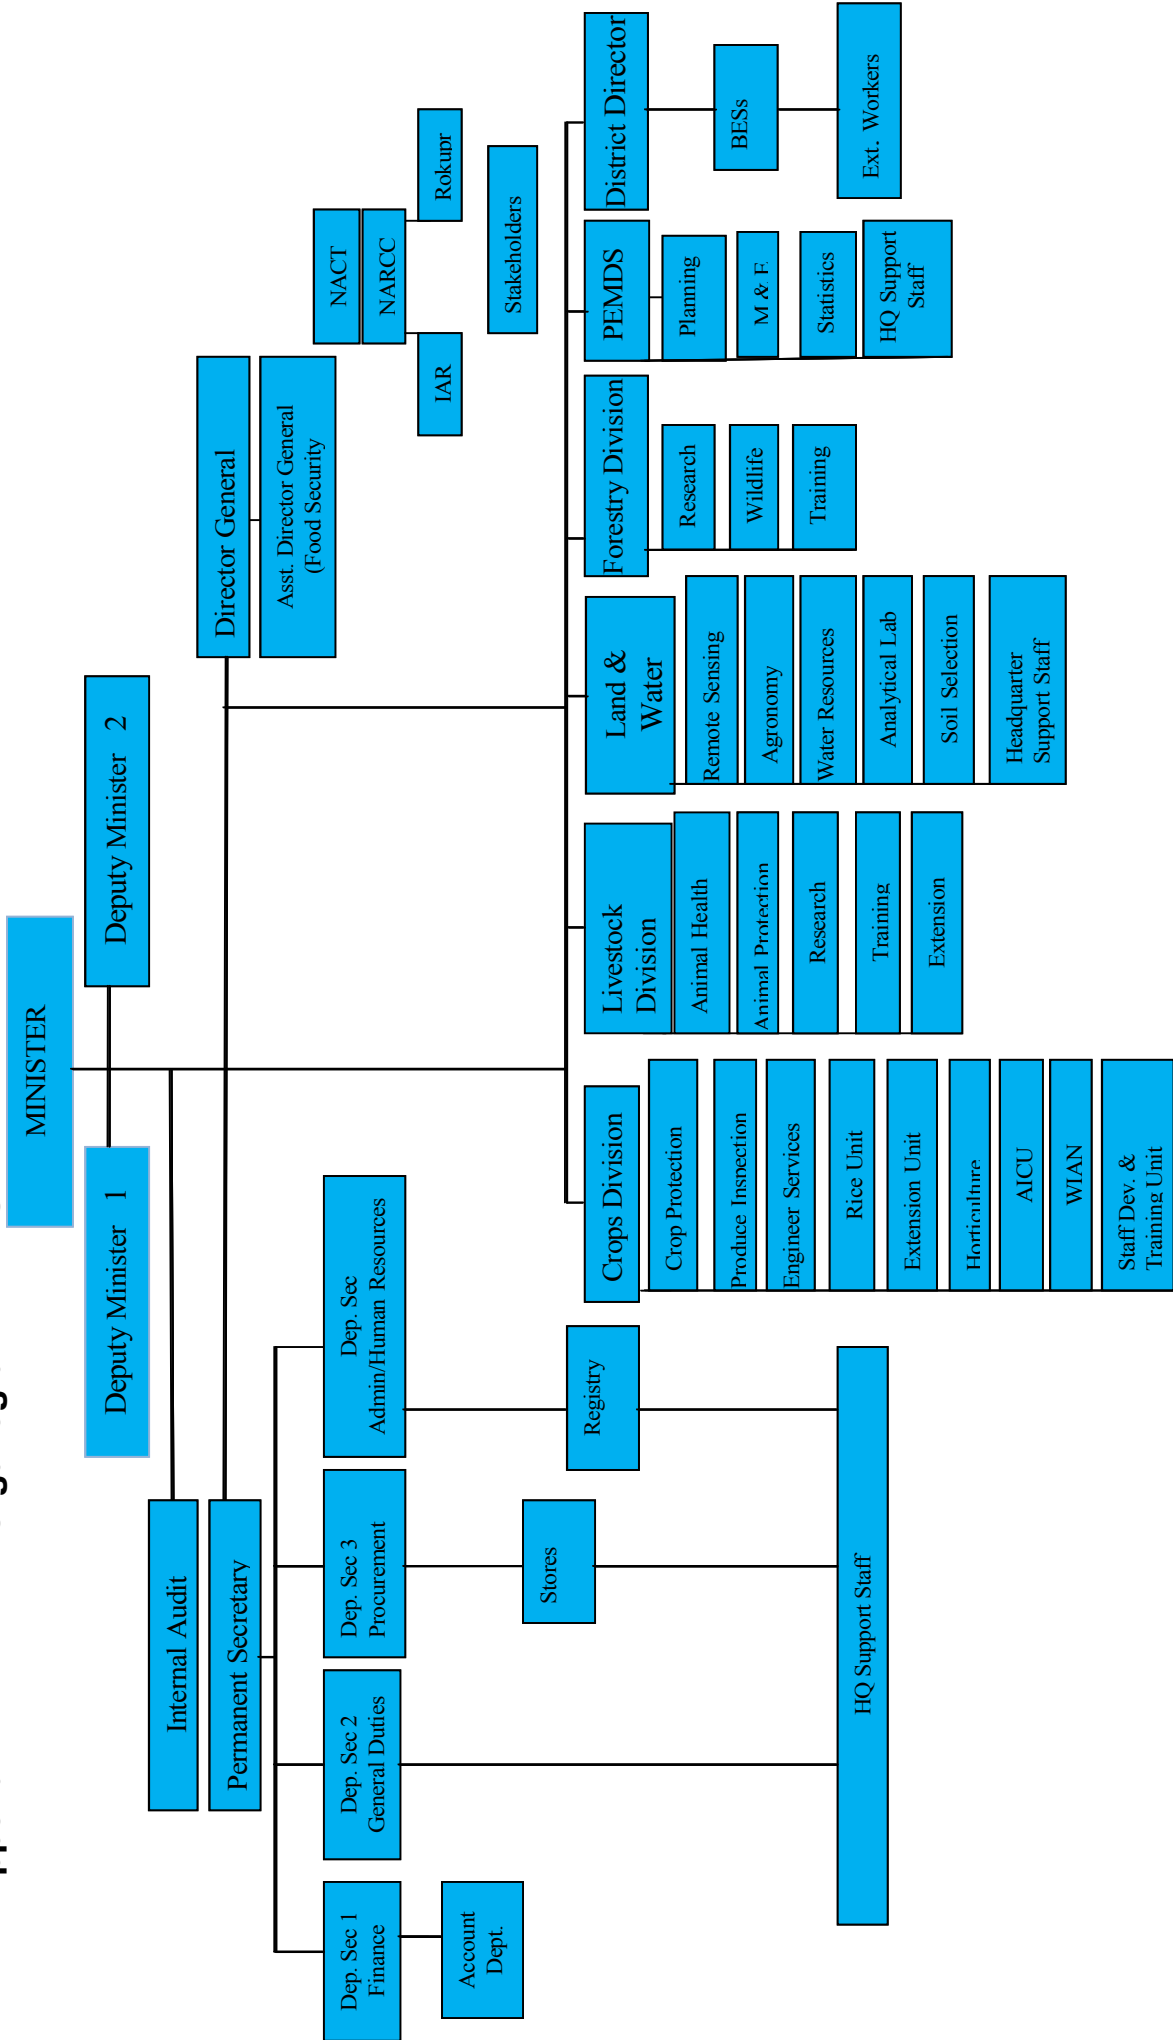 MINISTER
Deputy Minister 1
Deputy Minister 2
Internal Audit
Permanent Secretary
Director General
Asst. Director General
(Food Security)
NACT
NARCC
IAR
Rokupr
Stakeholders
Dep. Sec 1
Finance
Dep. Sec 2
General Duties
Dep. Sec 3
Procurement
Dep. Sec
Admin/Human Resources
Account
Dept.
Stores
Registry
HQ Support Staff
Crops Division
Crop Protection
Produce Inspection
Engineer Services
Rice Unit
Extension Unit
Horticulture
AICU
WIAN
Staff Dev. &
Training Unit
Livestock
Division
Animal Health
Animal Protection
Research
Training
Extension
Land &
Water
Remote Sensing
Agronomy
Water Resources
Analytical Lab
Soil Selection
Headquarter
Support Staff
Forestry Division
Research
Wildlife
Training
PEMDS
Planning
M & E
Statistics
HQ Support
Staff
District Director
BESs
Ext. Workers